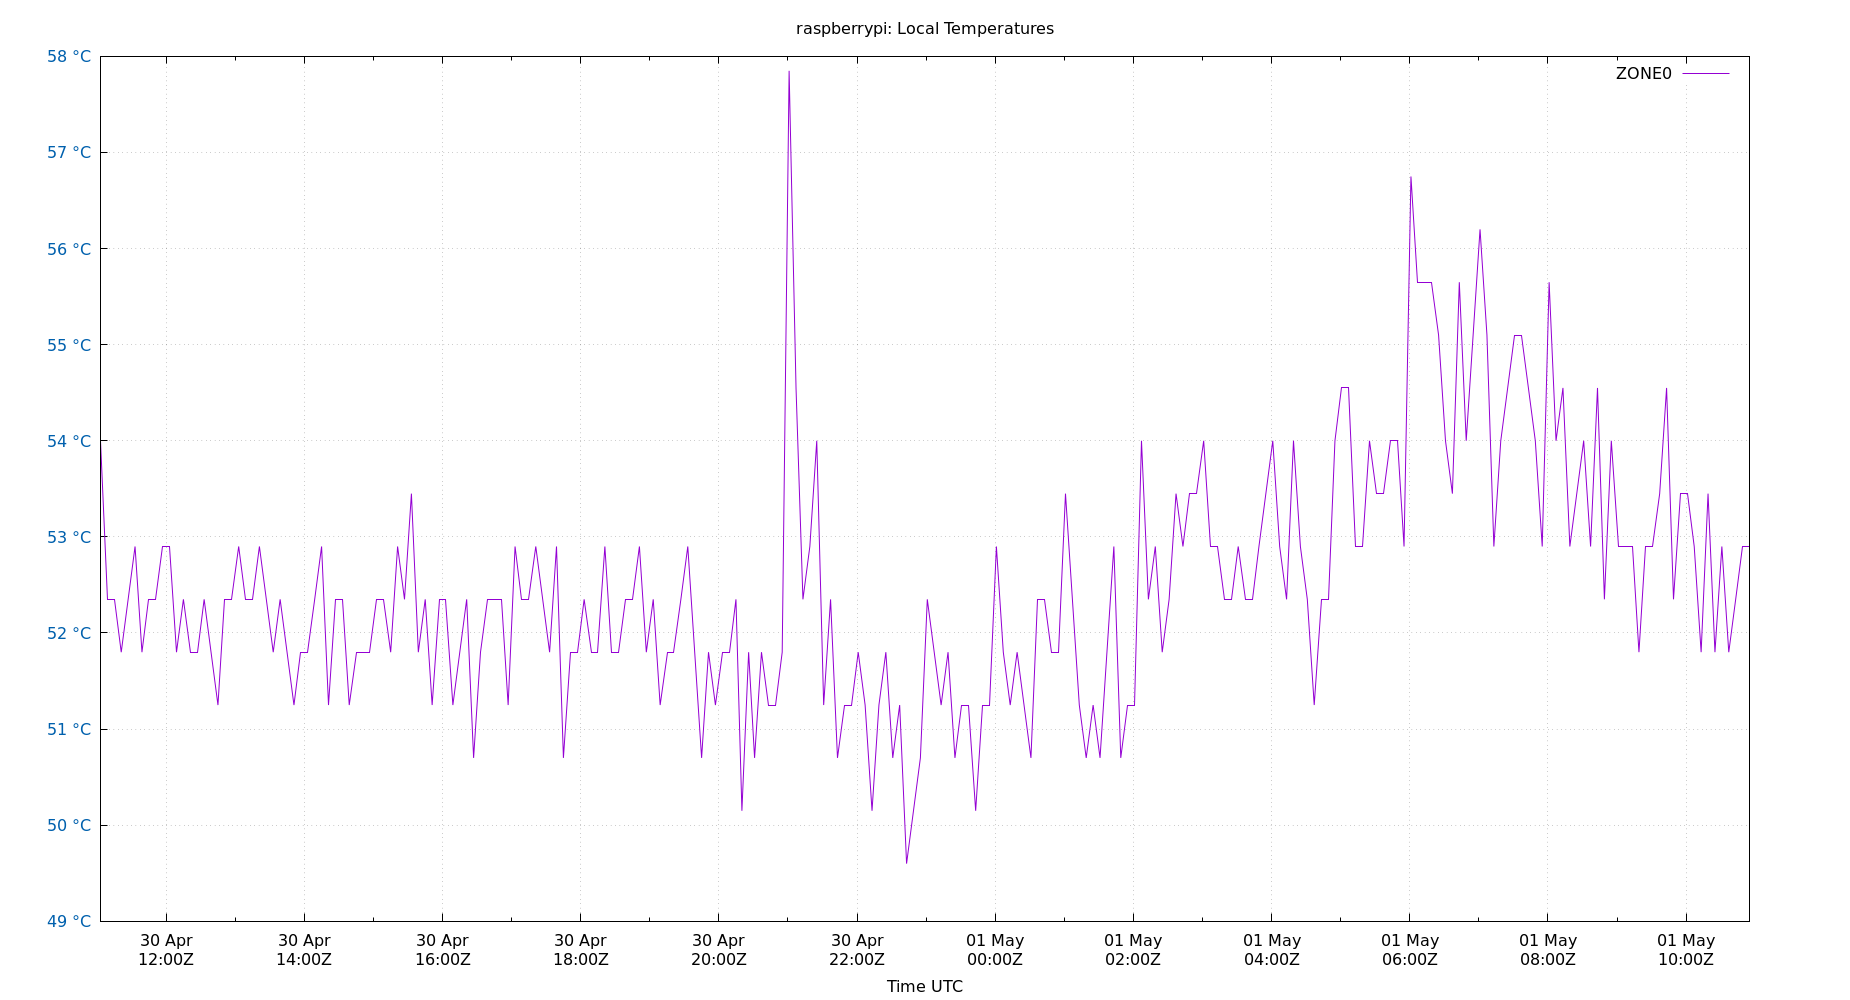 raspberrypi: Local Temperatures
58 °C
57 °C
56 °C
55 °C
54 °C
53 °C
52 °C
51 °C
50 °C
49 °C
ZONE0
30 Apr 30 Apr 30 Apr 30 Apr 30 Apr 30 Apr 01 May 01 May 01 May 01 May 01 May 01 May
12:00Z 14:00Z 16:00Z 18:00Z 20:00Z 22:00Z 00:00Z 02:00Z 04:00Z 06:00Z 08:00Z 10:00Z
Time UTC